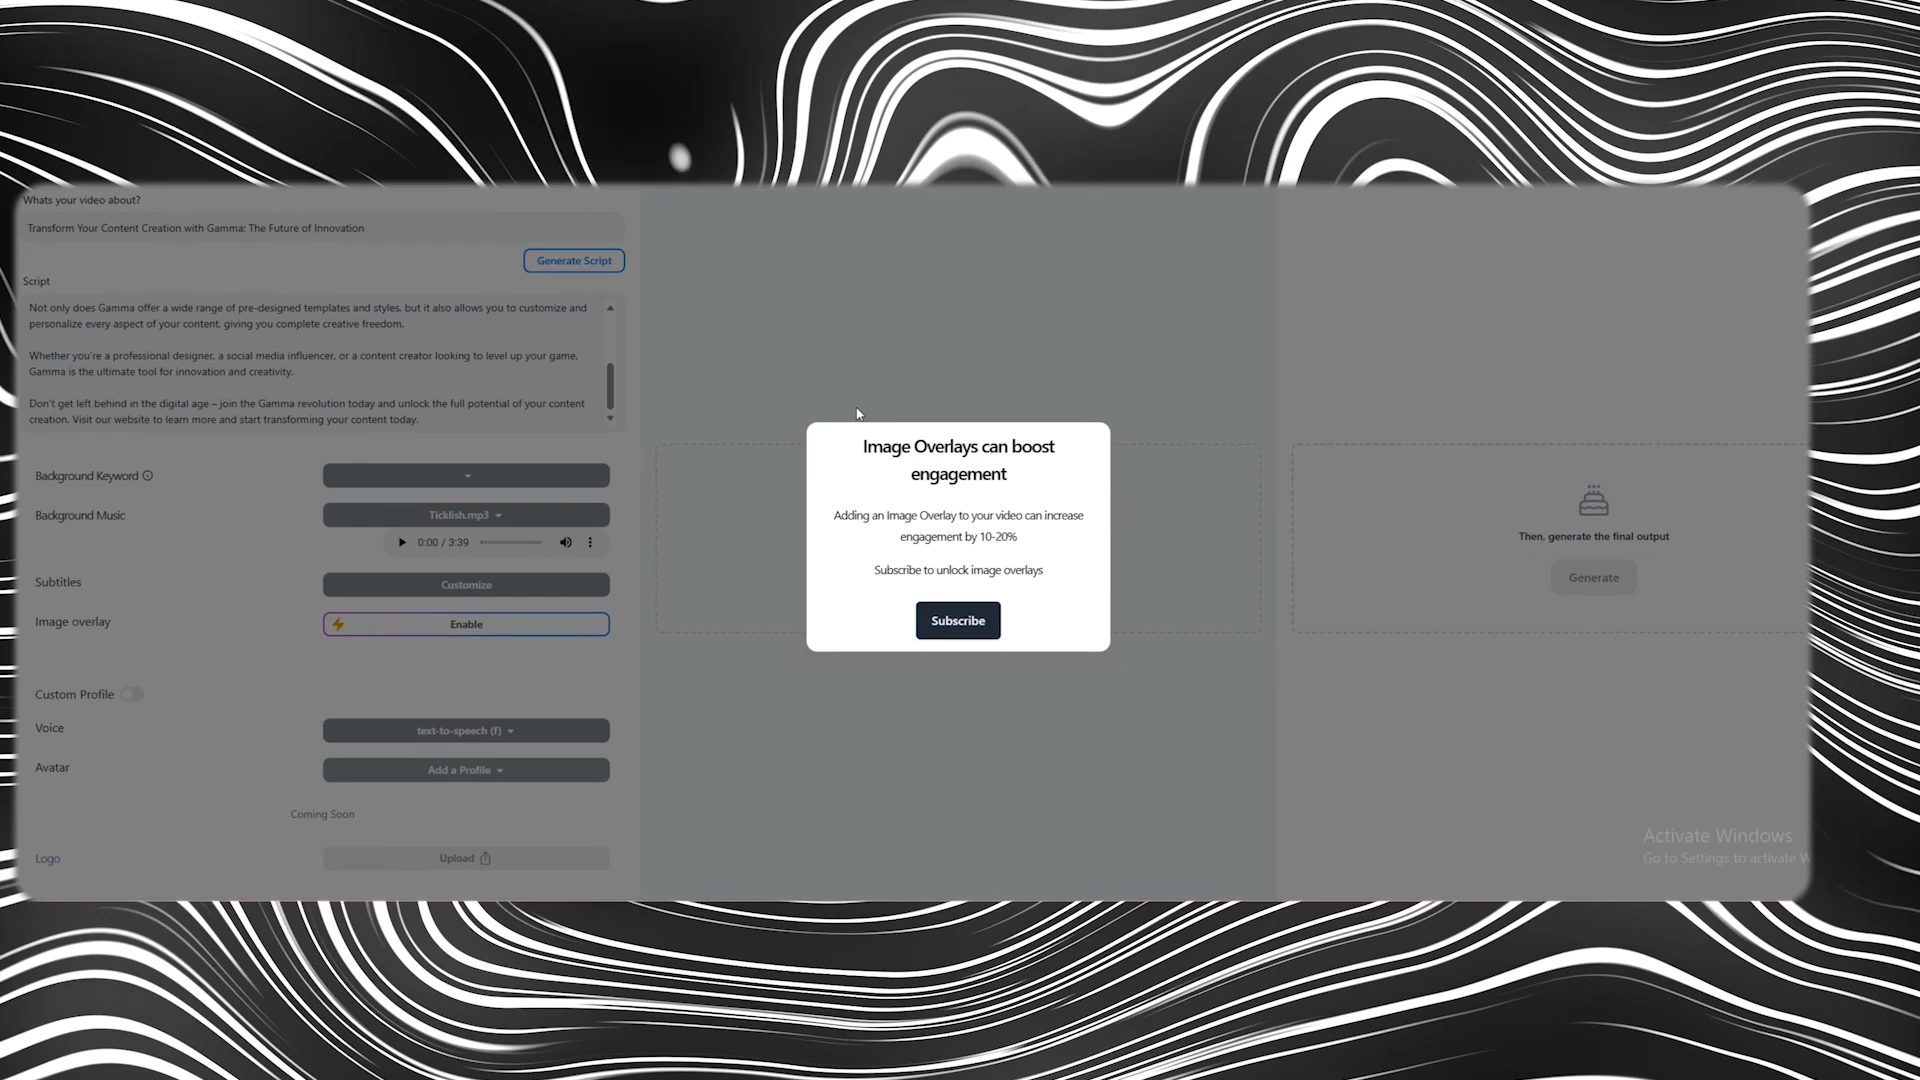 Whats your video about?
Transform Your Content Creation with Gamma: The Future of Innovation
Generate Script
Script
Not only does Gamma offer a wide range of pre-designed templates and styles, but it also allows you to customize and
personalize every aspect of your content, giving you complete creative freedom.
Whether you're a professional designer, a social media influencer, or a content creator looking to level up your game,
Gamma is the ultimate tool for innovation and creativity.
Don't get left behind in the digital age – join the Gamma revolution today and unlock the full potential of your content
creation. Visit our website to learn more and start transforming your content today.
Background Keyword
Background Music
Ticklish.mp3
0:00 / 3:39
Subtitles
Customize
Image overlay
Enable
Custom Profile
Voice
text-to-speech (f)
Avatar
Add a Profile
Coming Soon
Logo
Upload
Image Overlays can boost
engagement
Adding an Image Overlay to your video can increase
engagement by 10-20%
Subscribe to unlock image overlays
Subscribe
Then, generate the final output
Generate
Activate Windows
Go to Settings to activate W